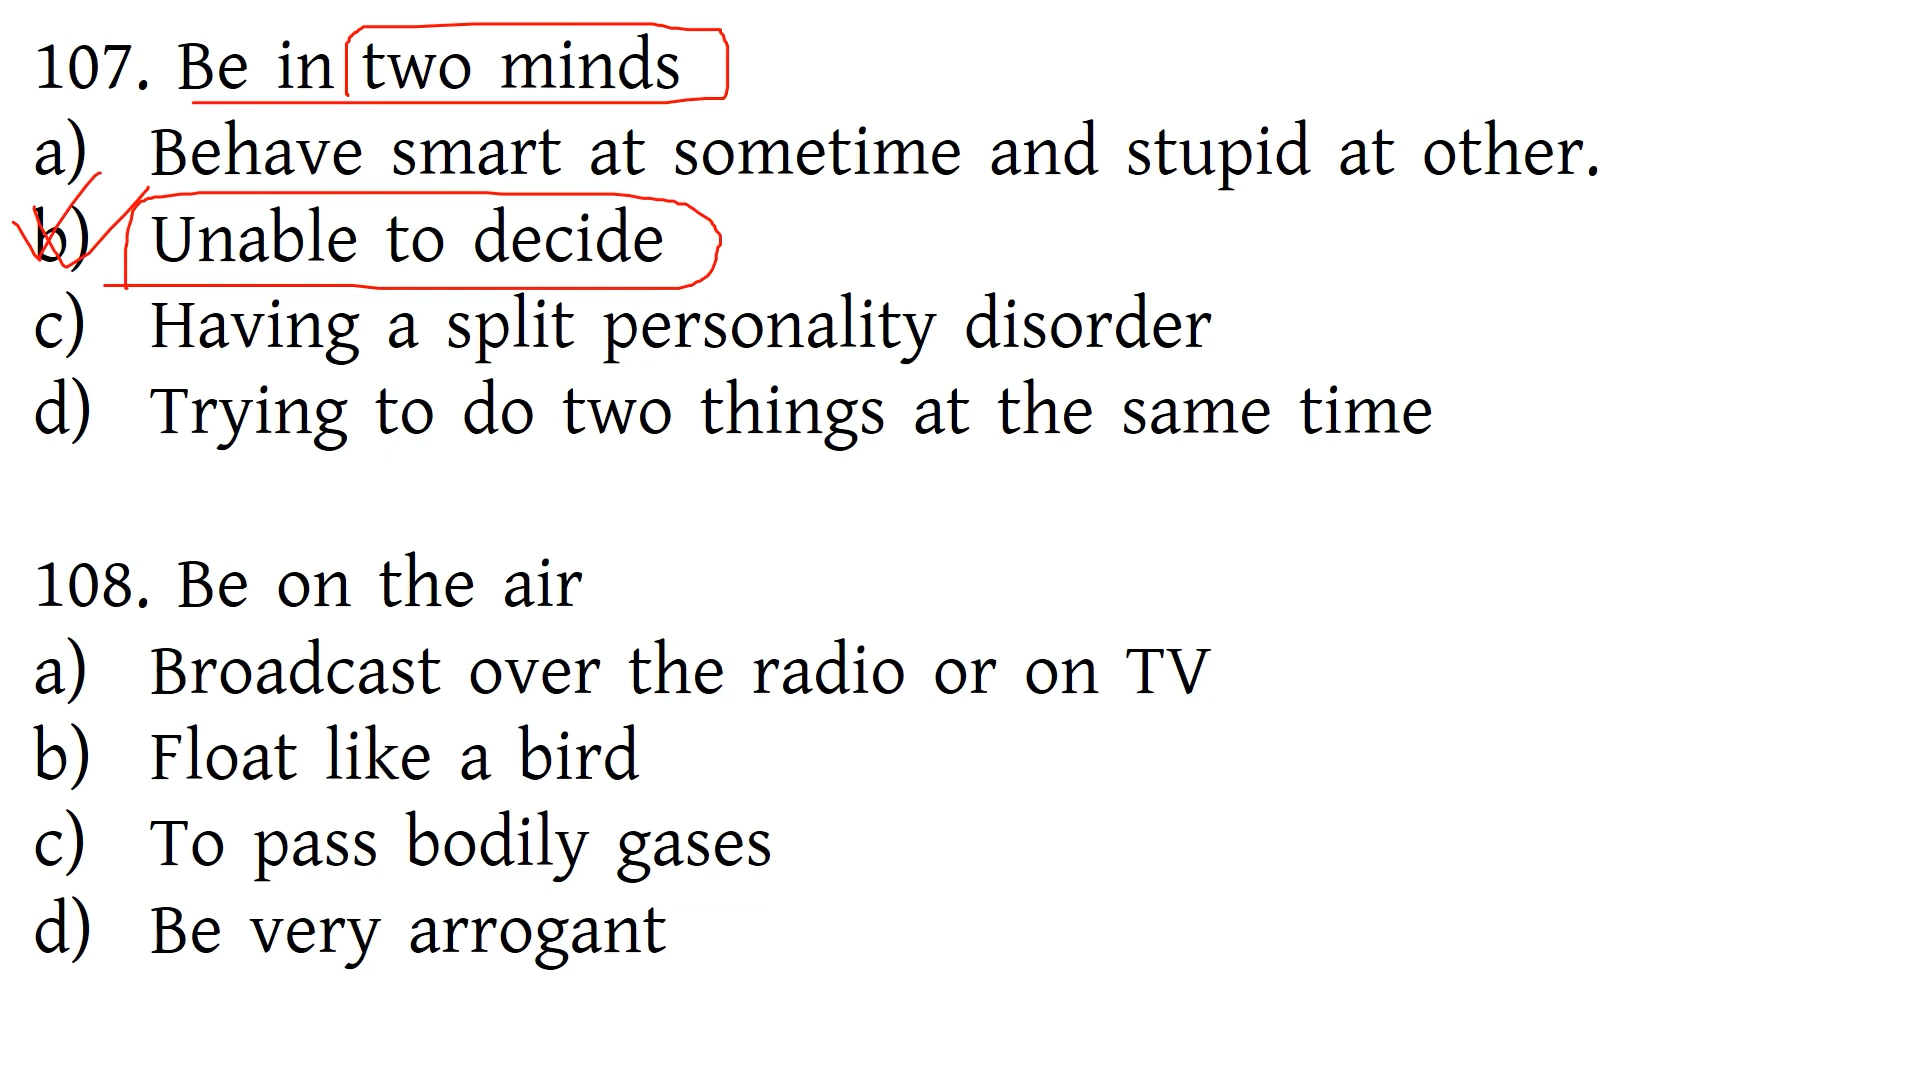 107. Be in two minds
a) Behave smart at sometime and stupid at other.
b) Unable to decide
c) Having a split personality disorder
d) Trying to do two things at the same time
108. Be on the air
a) Broadcast over the radio or on TV
b) Float like a bird
c) To pass bodily gases
d) Be very arrogant